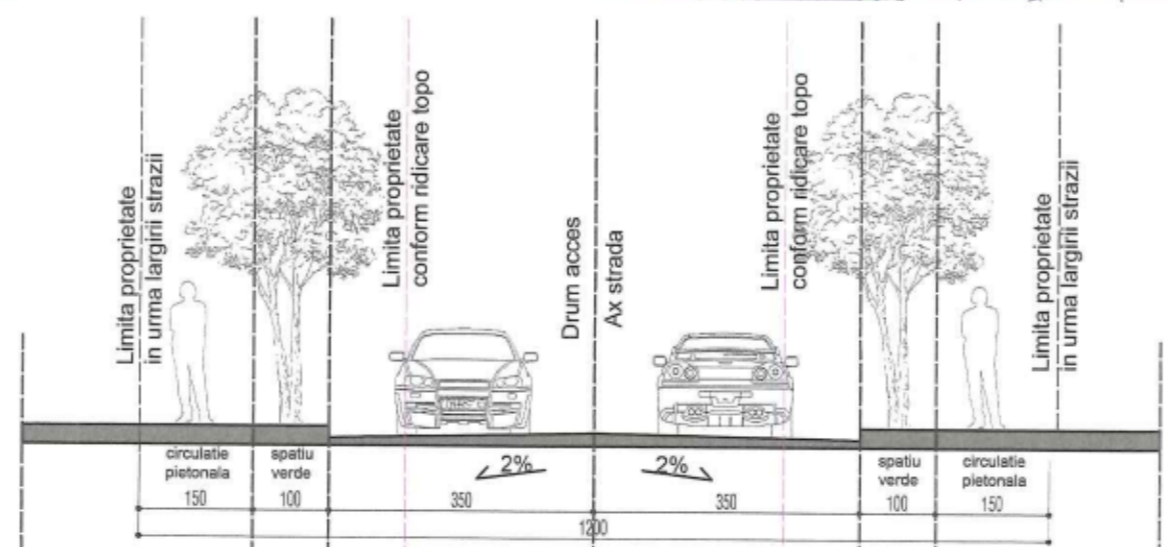 Limita proprietate
in urma largirii strazii
Limita proprietate
conform ridicare topo
Drum acces
Ax strada
Limita proprietate
conform ridicare topo
Limita proprietate
in urma largirii strazii
circulatie
pietonala
spatiu
verde
2%
2%
spatiu
verde
circulatie
pietonala
150
100
350
350
100
150
1200